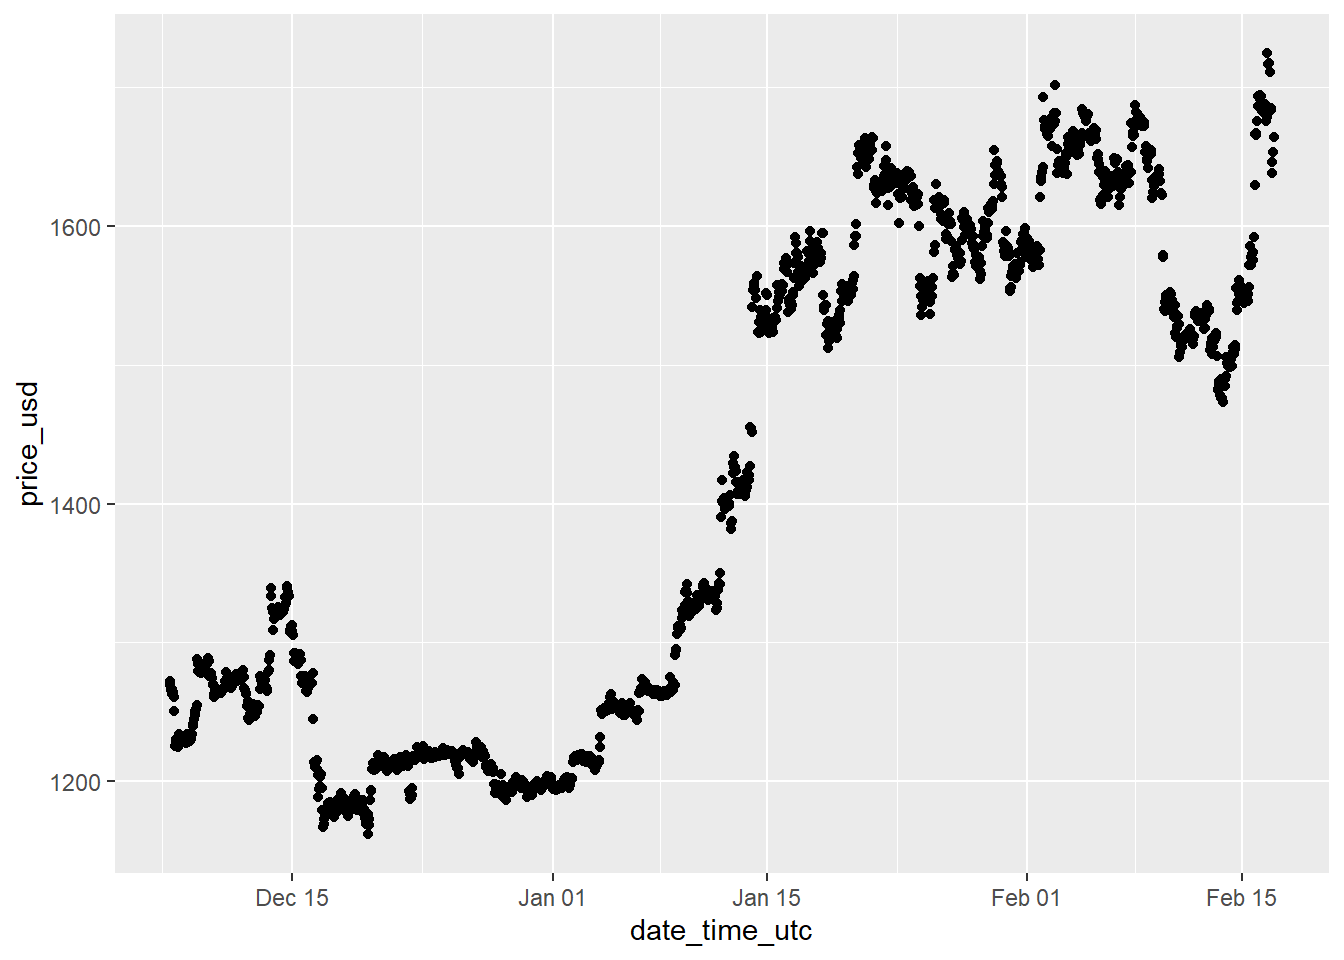 price_usd
1600
1400
1200
Dec 15
Jan 01
Jan 15
Feb 01
Feb 15
date_time_utc